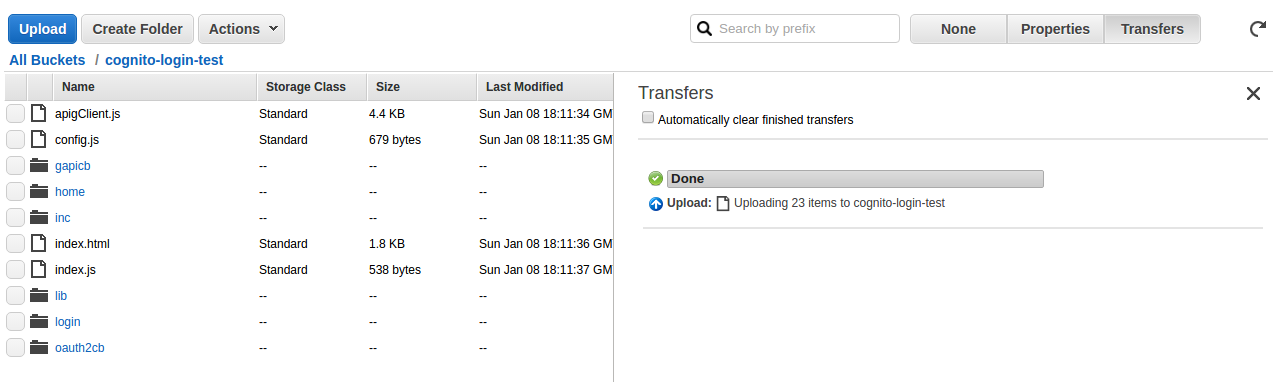 Upload Create Folder Actions Search by prefix None Properties Transfers
All Buckets / cognito-login-test
Name Storage Class Size Last Modified
apigClient.js Standard 4.4 KB Sun Jan 08 18:11:34 GM
config.js Standard 679 bytes Sun Jan 08 18:11:35 GM
gapicb -- -- --
home -- -- --
inc -- -- --
index.html Standard 1.8 KB Sun Jan 08 18:11:36 GM
index.js Standard 538 bytes Sun Jan 08 18:11:37 GM
lib -- -- --
login -- -- --
oauth2cb -- -- --
Transfers
Automatically clear finished transfers
Done
Upload: Uploading 23 items to cognito-login-test